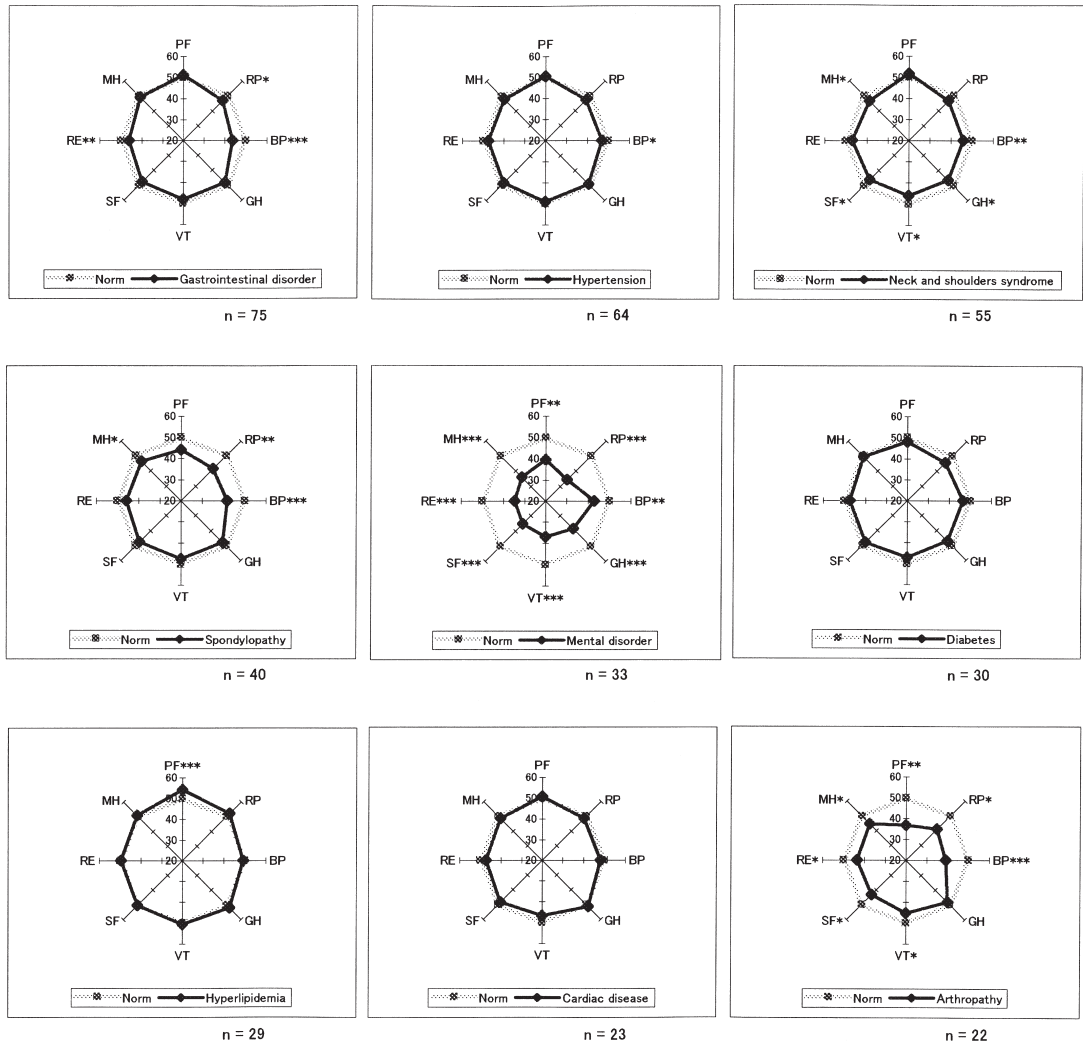 PF
60
MH 50 RP*
40
30
RE** 20 BP***
SF GH
VT
Norm Gastrointestinal disorder
n = 75
PF
60
MH 50 RP
40
30
RE 20 BP*
SF GH
VT
Norm Hypertension
n = 64
PF
60
MH* 50 RP
40
30
RE 20 BP**
SF* GH*
VT*
Norm Neck and shoulders syndrome
n = 55
PF
60
MH* 50 RP**
40
30
RE 20 BP***
SF GH
VT
Norm Spondylopathy
n = 40
PF**
60
MH*** 50 RP***
40
30
RE*** 20 BP**
SF*** GH***
VT***
Norm Mental disorder
n = 33
PF
60
MH 50 RP
40
30
RE 20 BP
SF GH
VT
Norm Diabetes
n = 30
PF***
60
MH 50 RP
40
30
RE 20 BP
SF GH
VT
Norm Hyperlipidemia
n = 29
PF
60
MH 50 RP
40
30
RE 20 BP
SF GH
VT
Norm Cardiac disease
n = 23
PF**
60
MH* 50 RP*
40
30
RE* 20 BP***
SF* GH
VT*
Norm Arthropathy
n = 22